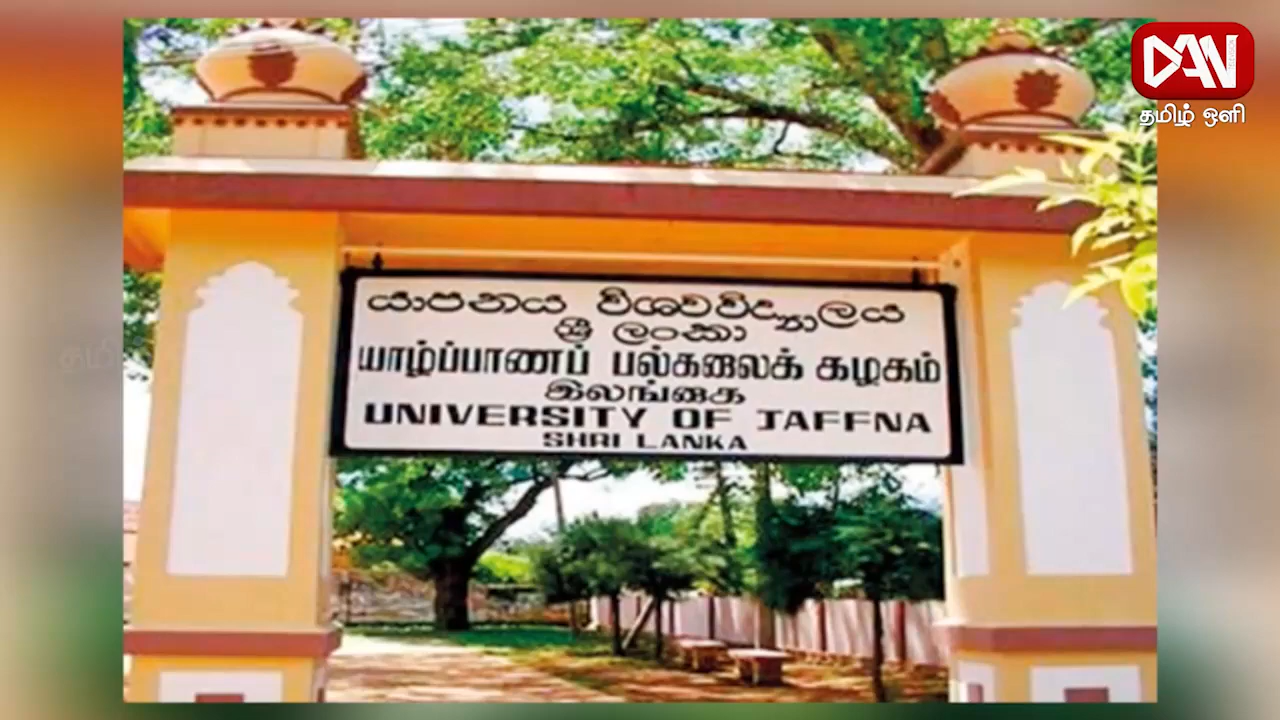 DAN
தமிழ் ஒளி
යාපනය විශ්වවිද්‍යාලය
ශ්‍රී ලංකා
யாழ்ப்பாணப் பல்கலைக் கழகம்
இலங்கை
UNIVERSITY OF JAFFNA
SHRI LANKA